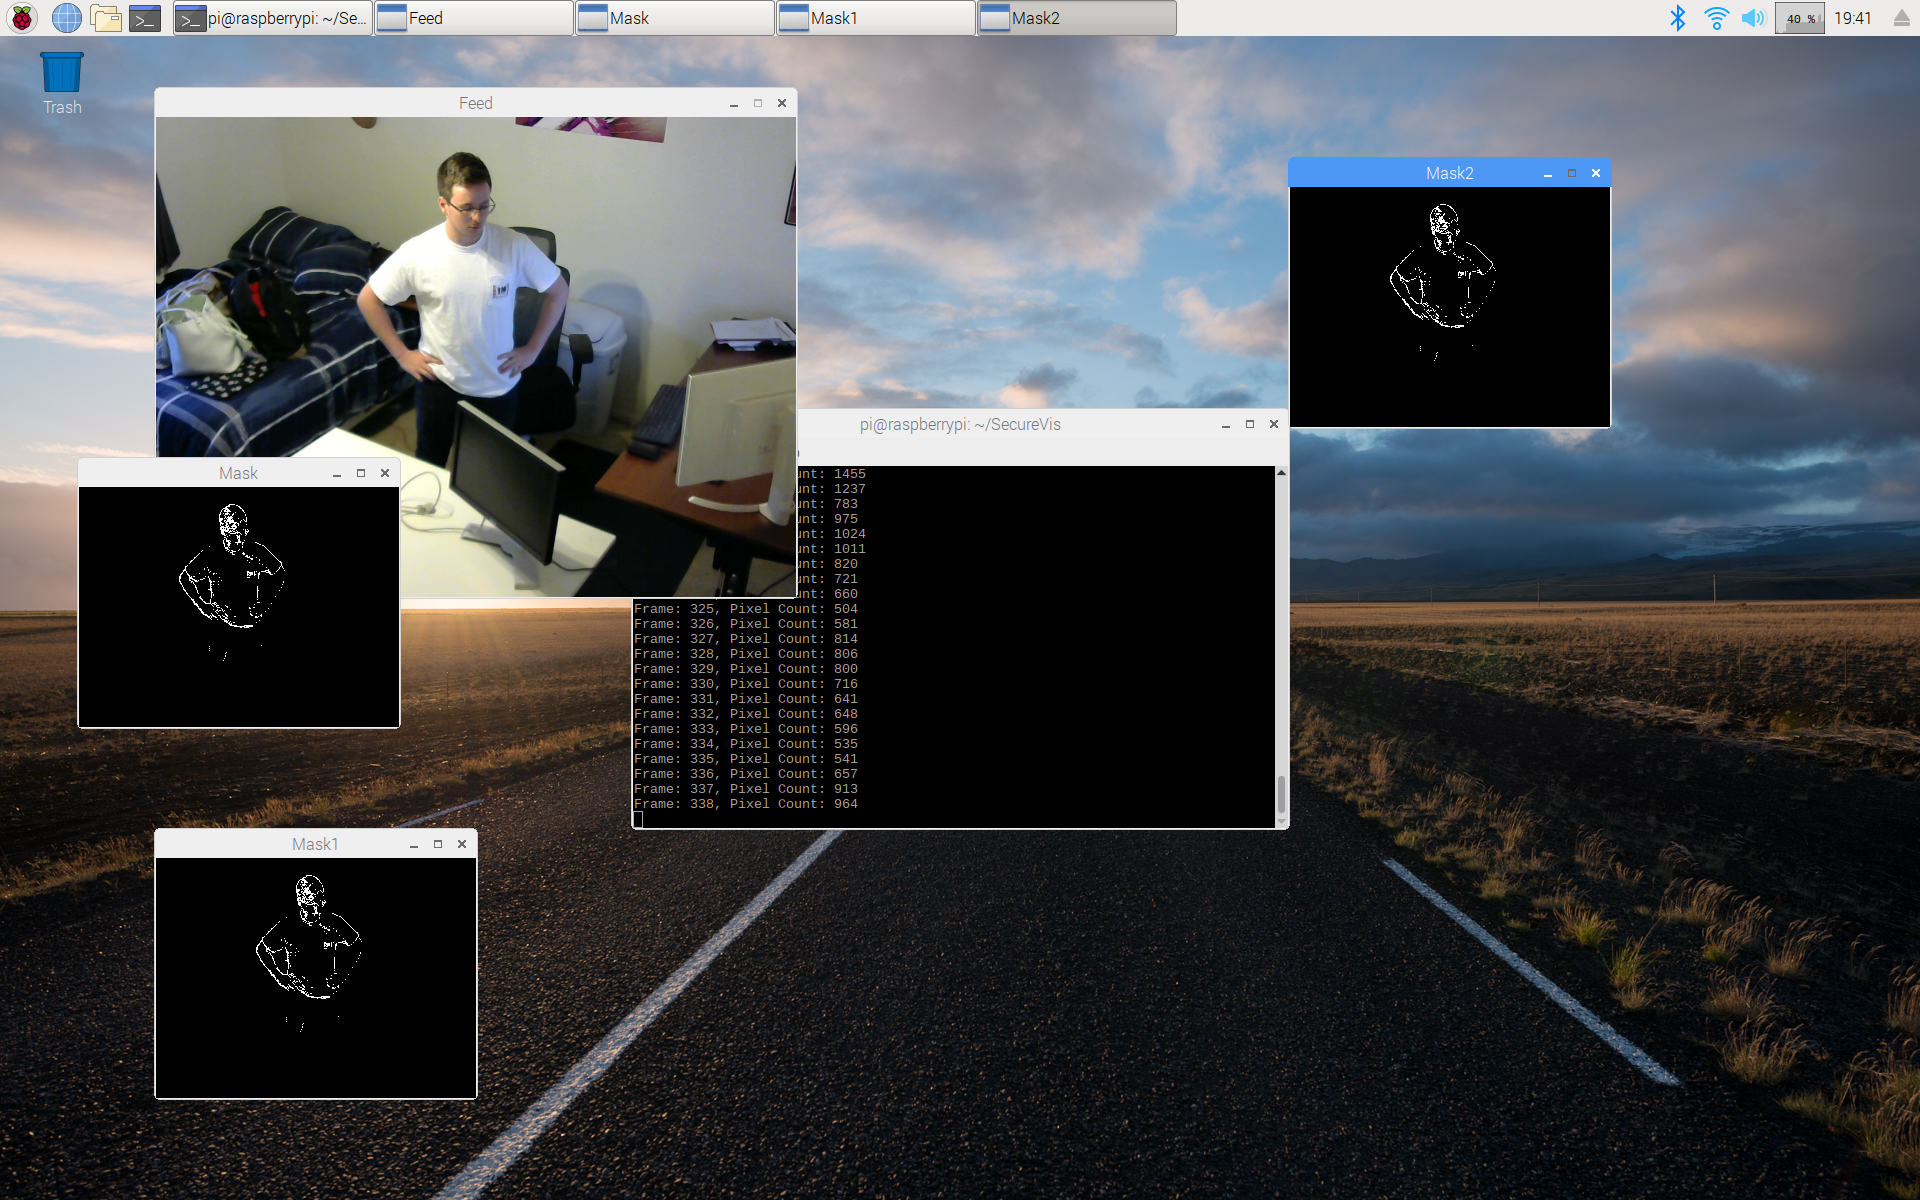 pi@raspberrypi: ~/Se...
Feed
Mask
Mask1
Mask2
40 %
19:41
Trash
Feed
Mask2
pi@raspberrypi: ~/SecureVis
Mask
unt: 1455
unt: 1237
unt: 783
unt: 975
unt: 1024
unt: 1011
unt: 820
unt: 721
unt: 660
Frame: 325, Pixel Count: 504
Frame: 326, Pixel Count: 581
Frame: 327, Pixel Count: 814
Frame: 328, Pixel Count: 806
Frame: 329, Pixel Count: 800
Frame: 330, Pixel Count: 716
Frame: 331, Pixel Count: 641
Frame: 332, Pixel Count: 648
Frame: 333, Pixel Count: 596
Frame: 334, Pixel Count: 535
Frame: 335, Pixel Count: 541
Frame: 336, Pixel Count: 657
Frame: 337, Pixel Count: 913
Frame: 338, Pixel Count: 964
Mask1